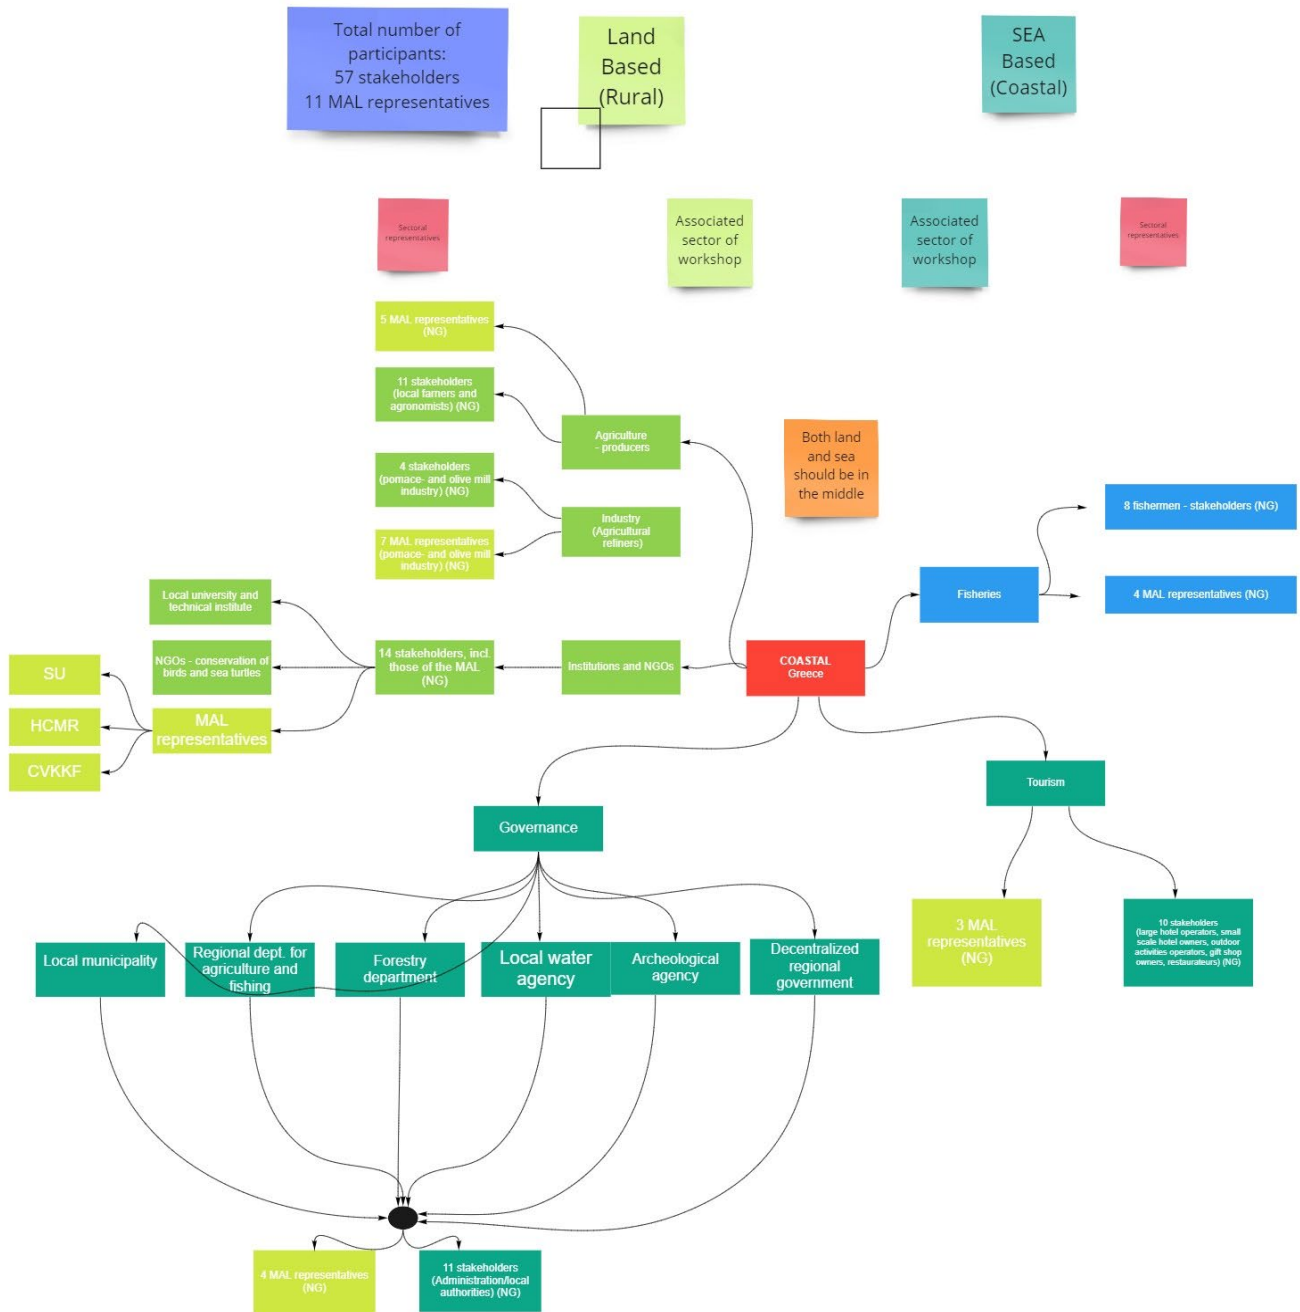 Total number of
participants:
57 stakeholders
11 MAL representatives
Land
Based
(Rural)
SEA
Based
(Coastal)
Sectoral
representatives
Associated
sector of
workshop
Associated
sector of
workshop
Sectoral
representatives
5 MAL representatives
(NG)
11 stakeholders
(local famers and
agronomists) (NG)
Agriculture
- producers
4 stakeholders
(pomace- and olive mill
industry) (NG)
Industry
(Agricultural
refiners)
7 MAL representatives
(pomace- and olive mill
industry) (NG)
Both land
and sea
should be in
the middle
8 fishermen - stakeholders (NG)
Fisheries
4 MAL representatives (NG)
Local university and
technical institute
NGOs - conservation of
birds and sea turtles
14 stakeholders, incl.
those of the MAL
(NG)
Institutions and NGOs
COASTAL
Greece
SU
HCMR
CVKKF
MAL
representatives
Governance
Tourism
Local municipality
Regional dept. for
agriculture and
fishing
Forestry
department
Local water
agency
Archeological
agency
Decentralized
regional
government
3 MAL
representatives
(NG)
10 stakeholders
(large hotel operators, small
scale hotel owners, outdoor
activities operators, gift shop
owners, restaurateurs) (NG)
4 MAL representatives
(NG)
11 stakeholders
(Administration/local
authorities) (NG)